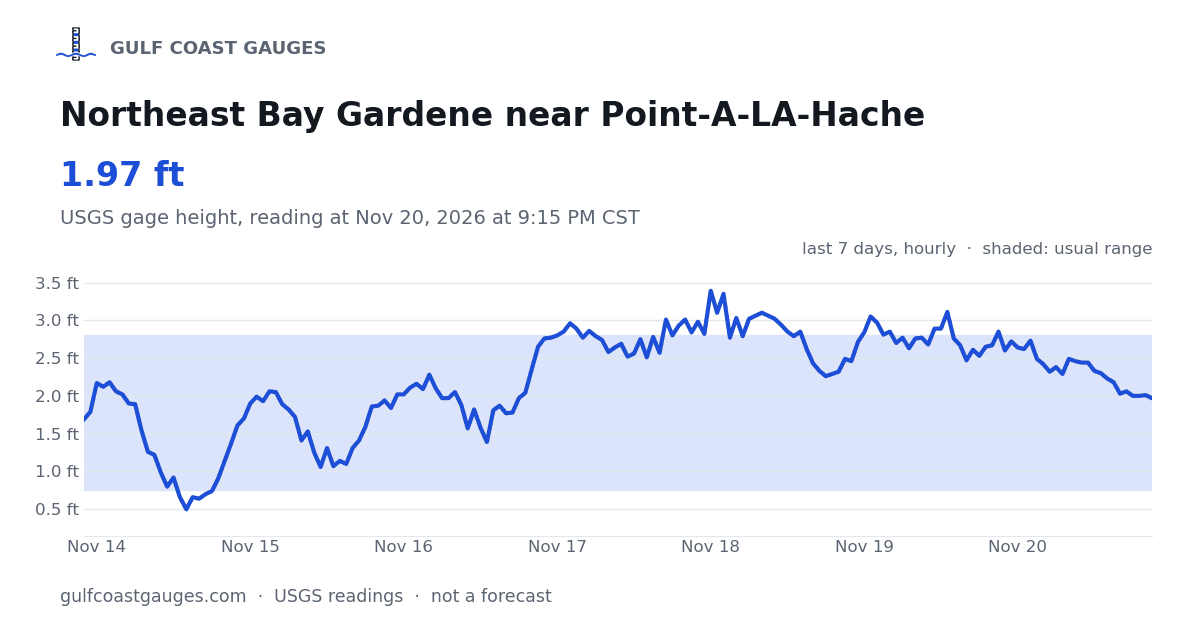 GULF COAST GAUGES
Northeast Bay Gardene near Point-A-LA-Hache
1.97 ft
USGS gage height, reading at Nov 20, 2026 at 9:15 PM CST
last 7 days, hourly · shaded: usual range
3.5 ft
3.0 ft
2.5 ft
2.0 ft
1.5 ft
1.0 ft
0.5 ft
Nov 14 Nov 15 Nov 16 Nov 17 Nov 18 Nov 19 Nov 20
gulfcoastgauges.com · USGS readings · not a forecast